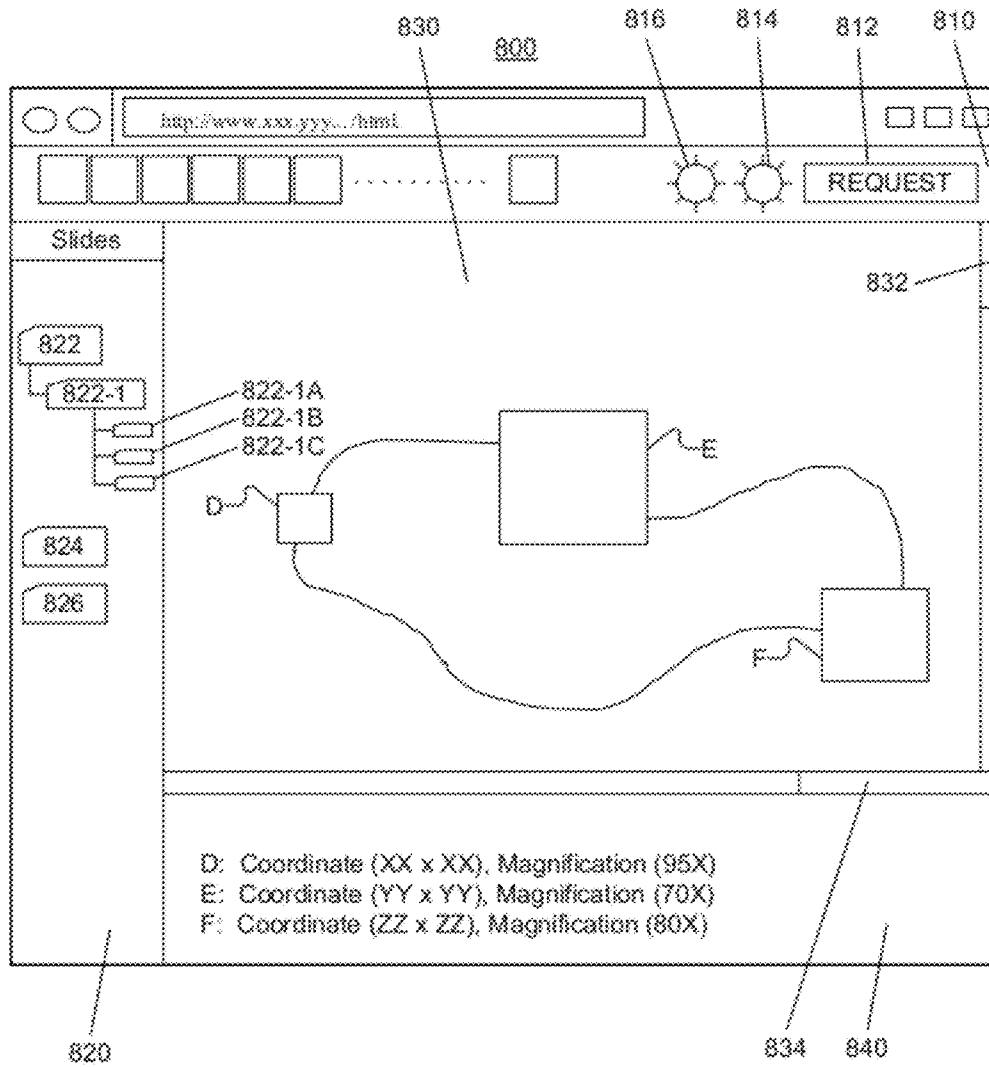 830
800
816
814
812
810
http://www.xxx.yyy.../html
REQUEST
Slides
832
822
822-1
822-1A
822-1B
822-1C
D
E
F
824
826
D: Coordinate (XX x XX), Magnification (95X)
E: Coordinate (YY x YY), Magnification (70X)
F: Coordinate (ZZ x ZZ), Magnification (80X)
820
834
840